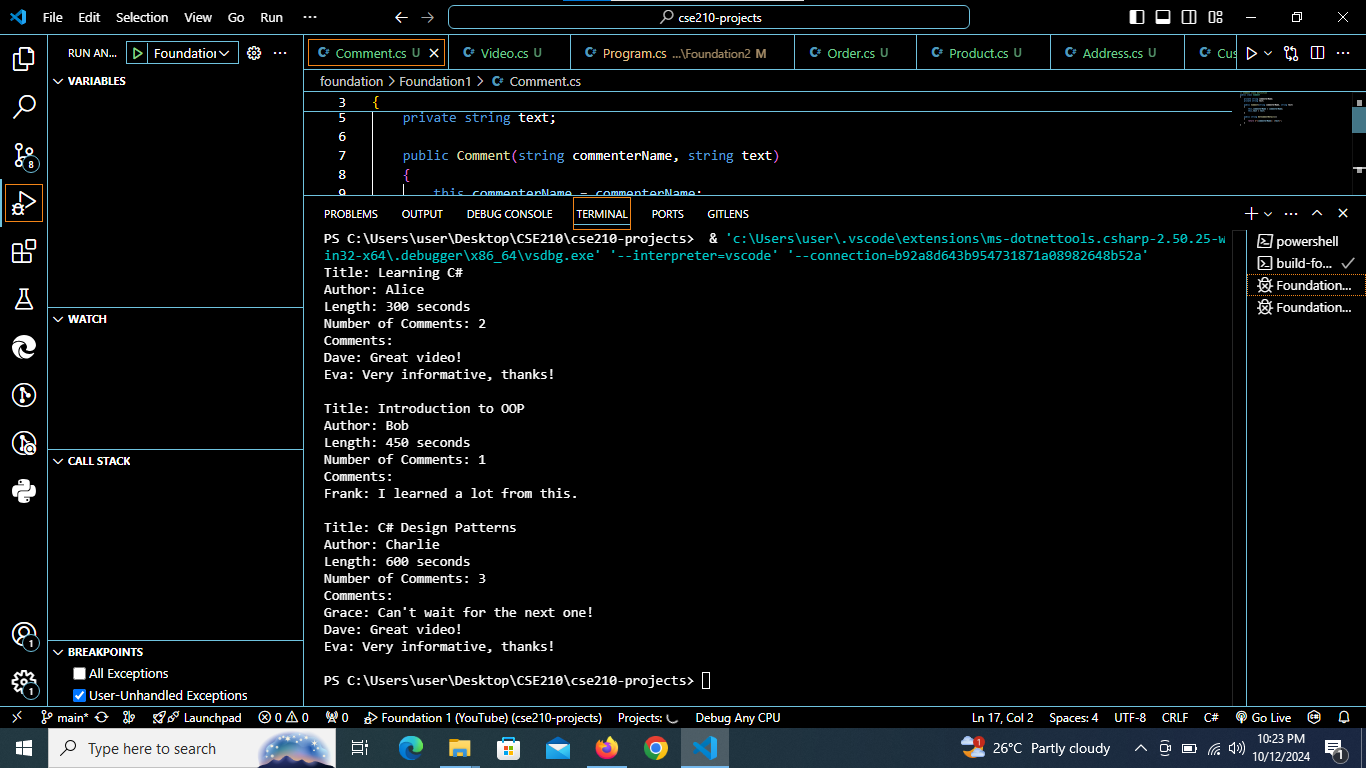 File Edit Selection View Go Run ··· cse210-projects
RUN AN... Foundation ···
Comment.cs U Video.cs U Program.cs ...\Foundation2 M Order.cs U Product.cs U Address.cs U Cus
foundation > Foundation1 > Comment.cs
VARIABLES
WATCH
CALL STACK
BREAKPOINTS
All Exceptions
User-Unhandled Exceptions
8
1
1
3 {
5 private string text;
6
7 public Comment(string commenterName, string text)
8 {
9 this.commenterName = commenterName;
PROBLEMS OUTPUT DEBUG CONSOLE TERMINAL PORTS GITLENS
PS C:\Users\user\Desktop\CSE210\cse210-projects> & 'c:\Users\user\.vscode\extensions\ms-dotnettools.csharp-2.50.25-w
in32-x64\.debugger\x86_64\vsdbg.exe' '--interpreter=vscode' '--connection=b92a8d643b954731871a08982648b52a'
Title: Learning C#
Author: Alice
Length: 300 seconds
Number of Comments: 2
Comments:
Dave: Great video!
Eva: Very informative, thanks!
Title: Introduction to OOP
Author: Bob
Length: 450 seconds
Number of Comments: 1
Comments:
Frank: I learned a lot from this.
Title: C# Design Patterns
Author: Charlie
Length: 600 seconds
Number of Comments: 3
Comments:
Grace: Can't wait for the next one!
Dave: Great video!
Eva: Very informative, thanks!
PS C:\Users\user\Desktop\CSE210\cse210-projects>
powershell
build-fo...
Foundation...
Foundation...
main* Launchpad 0 0 0 Foundation 1 (YouTube) (cse210-projects) Projects: Debug Any CPU Ln 17, Col 2 Spaces: 4 UTF-8 CRLF C# Go Live
Type here to search 1 26°C Partly cloudy 10:23 PM
10/12/2024 1